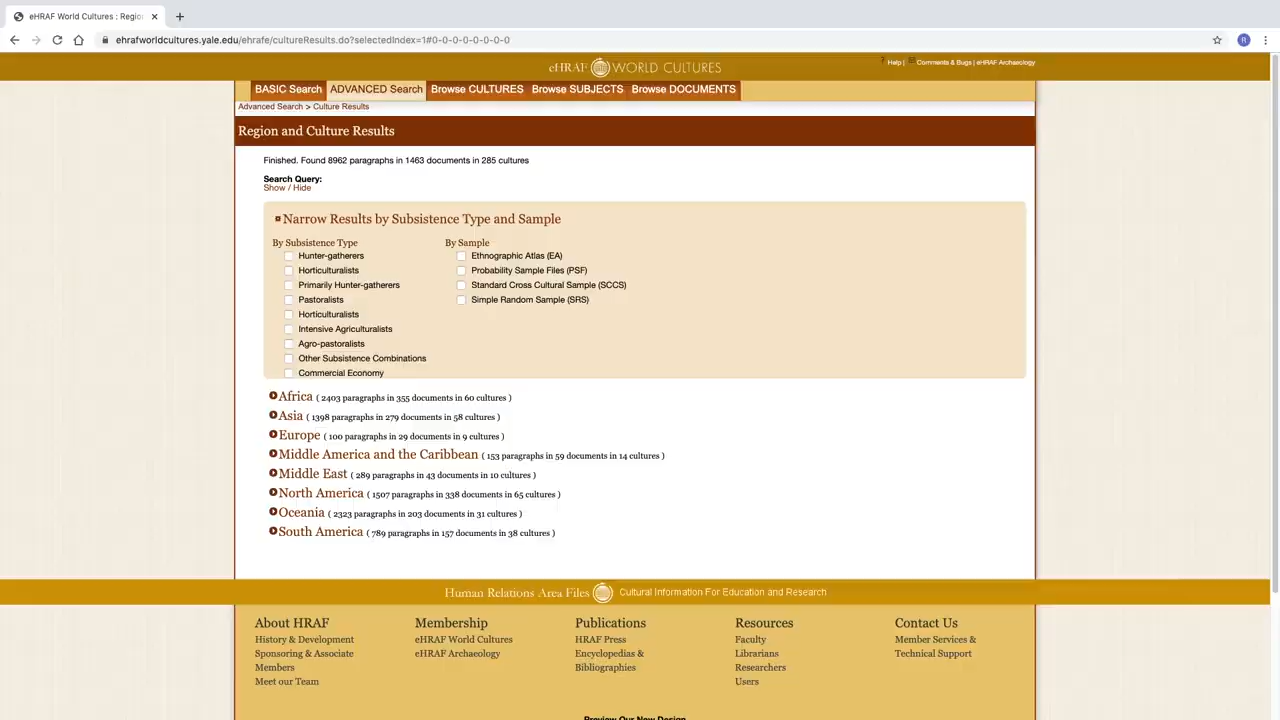 eHRAF World Cultures : Regio
ehrafworldcultures.yale.edu/ehrafe/cultureResults.do?selectedIndex=1#0-0-0-0-0-0-0-0
R
eHRAF WORLD CULTURES
? Help | Comments & Bugs | eHRAF Archaeology
BASIC Search ADVANCED Search Browse CULTURES Browse SUBJECTS Browse DOCUMENTS
Advanced Search > Culture Results
Region and Culture Results
Finished. Found 8962 paragraphs in 1463 documents in 285 cultures
Search Query:
Show / Hide
Narrow Results by Subsistence Type and Sample
By Subsistence Type
Hunter-gatherers
Horticulturalists
Primarily Hunter-gatherers
Pastoralists
Horticulturalists
Intensive Agriculturalists
Agro-pastoralists
Other Subsistence Combinations
Commercial Economy
By Sample
Ethnographic Atlas (EA)
Probability Sample Files (PSF)
Standard Cross Cultural Sample (SCCS)
Simple Random Sample (SRS)
Africa ( 2403 paragraphs in 355 documents in 60 cultures )
Asia ( 1398 paragraphs in 279 documents in 58 cultures )
Europe ( 100 paragraphs in 29 documents in 9 cultures )
Middle America and the Caribbean ( 153 paragraphs in 59 documents in 14 cultures )
Middle East ( 289 paragraphs in 43 documents in 10 cultures )
North America ( 1507 paragraphs in 338 documents in 65 cultures )
Oceania ( 2323 paragraphs in 203 documents in 31 cultures )
South America ( 789 paragraphs in 157 documents in 38 cultures )
Human Relations Area Files Cultural Information For Education and Research
About HRAF
History & Development
Sponsoring & Associate
Members
Meet our Team
Membership
eHRAF World Cultures
eHRAF Archaeology
Publications
HRAF Press
Encyclopedias &
Bibliographies
Resources
Faculty
Librarians
Researchers
Users
Contact Us
Member Services &
Technical Support
Preview Our New Design